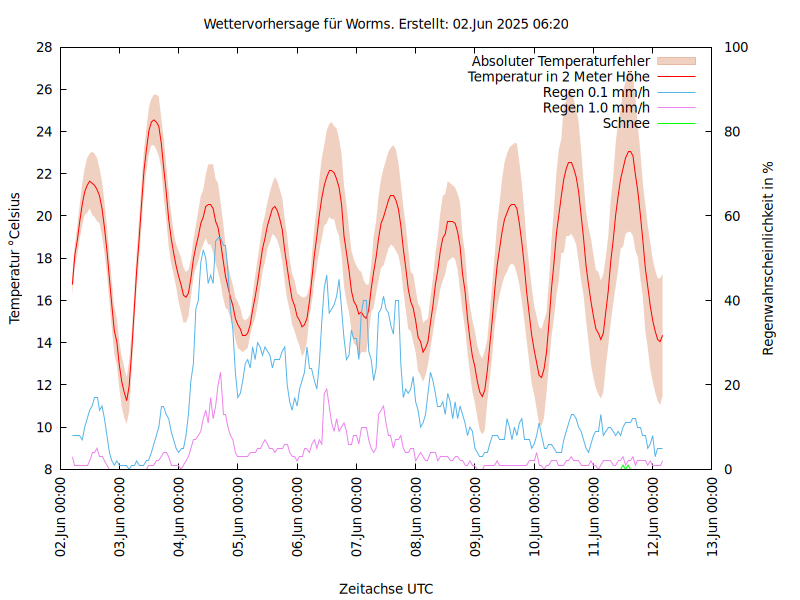 Wettervorhersage für Worms. Erstellt: 02.Jun 2025 06:20
28
26
24
22
20
18
16
14
12
10
8
100
80
60
40
20
0
Absoluter Temperaturfehler
Temperatur in 2 Meter Höhe
Regen 0.1 mm/h
Regen 1.0 mm/h
Schnee
Temperatur °Celsius
Regenwahrscheinlichkeit in %
02.Jun 00:00
03.Jun 00:00
04.Jun 00:00
05.Jun 00:00
06.Jun 00:00
07.Jun 00:00
08.Jun 00:00
09.Jun 00:00
10.Jun 00:00
11.Jun 00:00
12.Jun 00:00
13.Jun 00:00
Zeitachse UTC